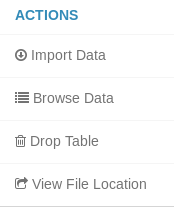 ACTIONS
Import Data
Browse Data
Drop Table
View File Location